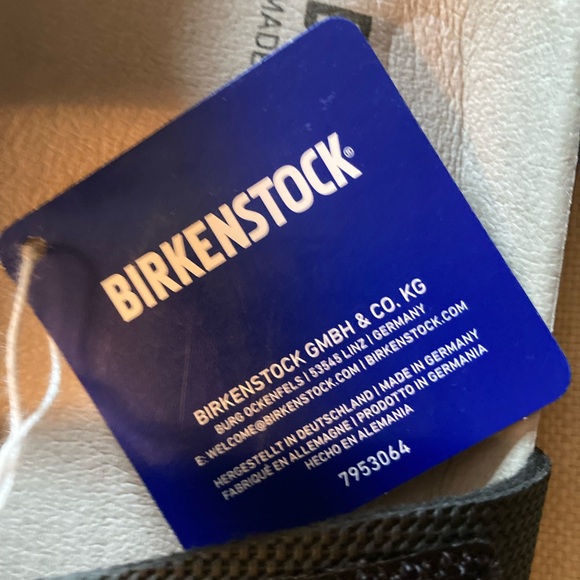 MADE
BIRKENSTOCK®
BIRKENSTOCK GMBH & CO. KG
BURG OCKENFELS | 53545 LINZ | GERMANY
E: WELCOME@BIRKENSTOCK.COM | BIRKENSTOCK.COM
HERGESTELLT IN DEUTSCHLAND | MADE IN GERMANY
FABRIQUÉ EN ALLEMAGNE | PRODOTTO IN GERMANIA
HECHO EN ALEMANIA
7953064